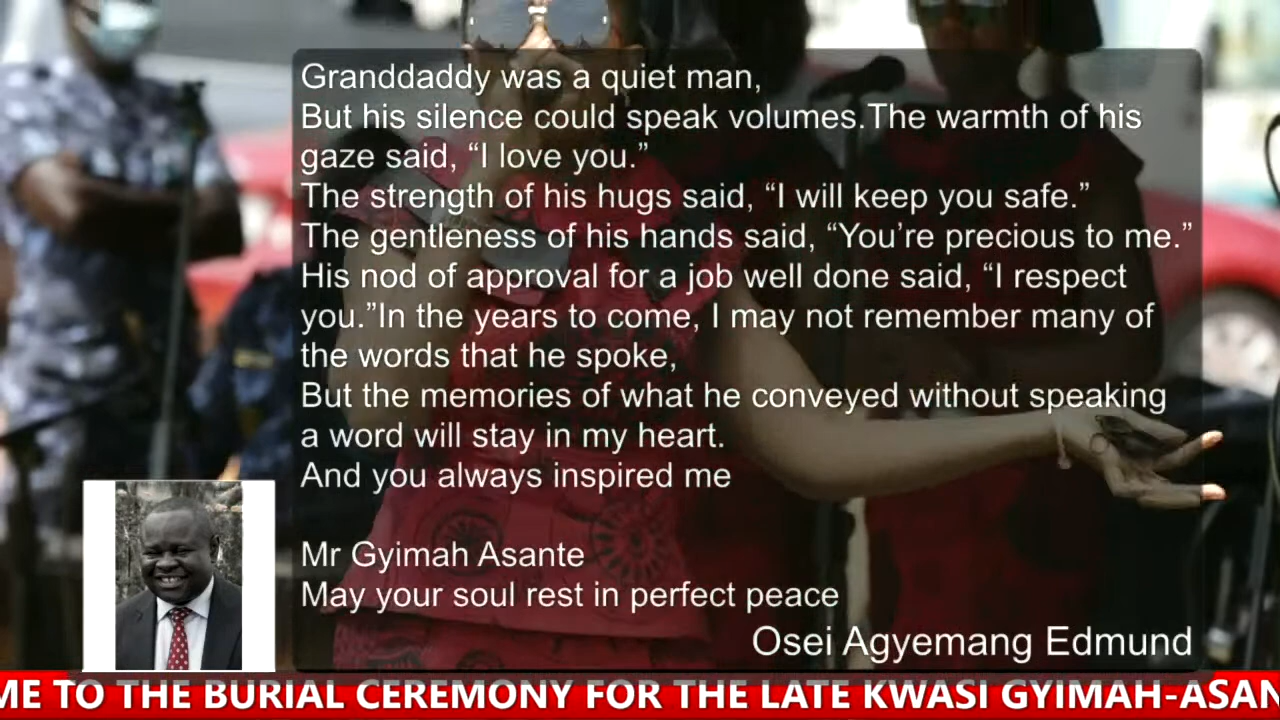 Granddaddy was a quiet man,
But his silence could speak volumes.The warmth of his
gaze said, “I love you.”
The strength of his hugs said, “I will keep you safe.”
The gentleness of his hands said, “You’re precious to me.”
His nod of approval for a job well done said, “I respect
you.”In the years to come, I may not remember many of
the words that he spoke,
But the memories of what he conveyed without speaking
a word will stay in my heart.
And you always inspired me
Mr Gyimah Asante
May your soul rest in perfect peace
Osei Agyemang Edmund
ME TO THE BURIAL CEREMONY FOR THE LATE KWASI GYIMAH-ASAN